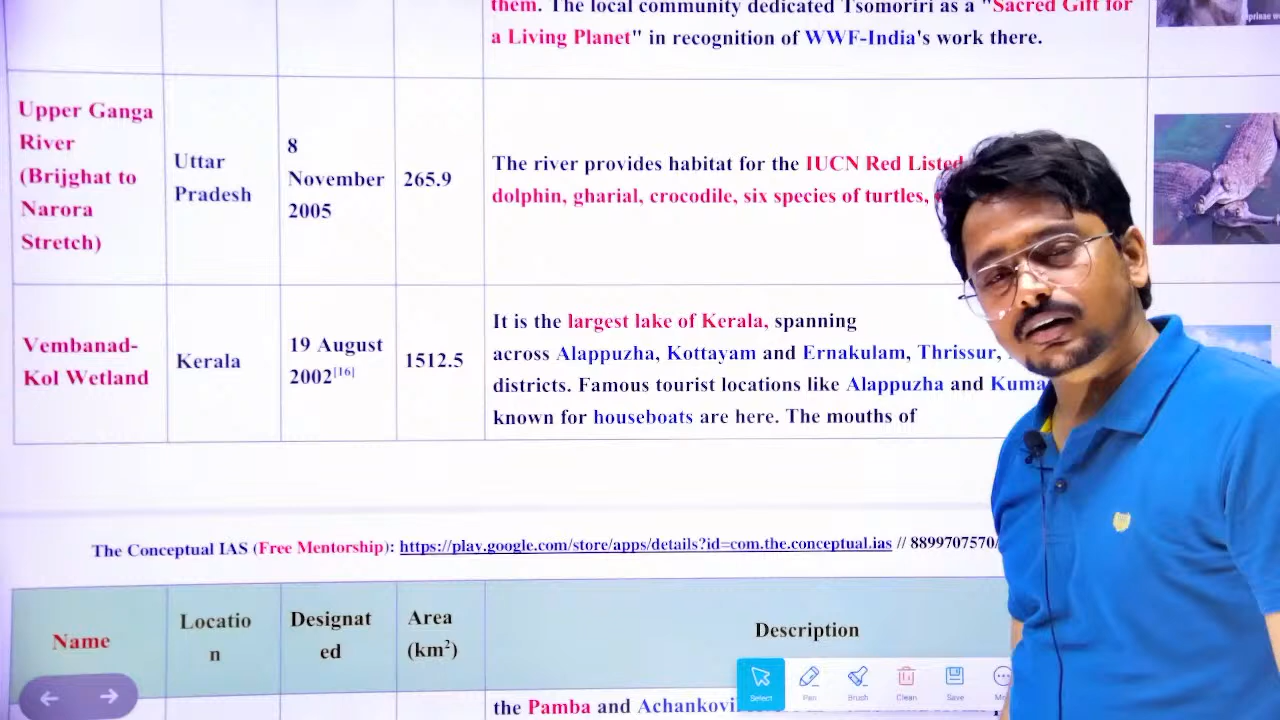 them. The local community dedicated Tsomoriri as a "Sacred Gift for
a Living Planet" in recognition of WWF-India's work there.
Upper Ganga
River
(Brijghat to
Narora
Stretch)
Uttar
Pradesh
8
November
2005
265.9
The river provides habitat for the IUCN Red Listed
dolphin, gharial, crocodile, six species of turtles,
Vembanad-
Kol Wetland
Kerala
19 August
2002[16]
1512.5
It is the largest lake of Kerala, spanning
across Alappuzha, Kottayam and Ernakulam, Thrissur,
districts. Famous tourist locations like Alappuzha and
known for houseboats are here. The mouths of
The Conceptual IAS (Free Mentorship): https://play.google.com/store/apps/details?id=com.the.conceptual.ias // 8899707570/
Name
Locatio
n
Designat
ed
Area
(km²)
Description
the Pamba and
Select
Pen
Brush
Clean
Save